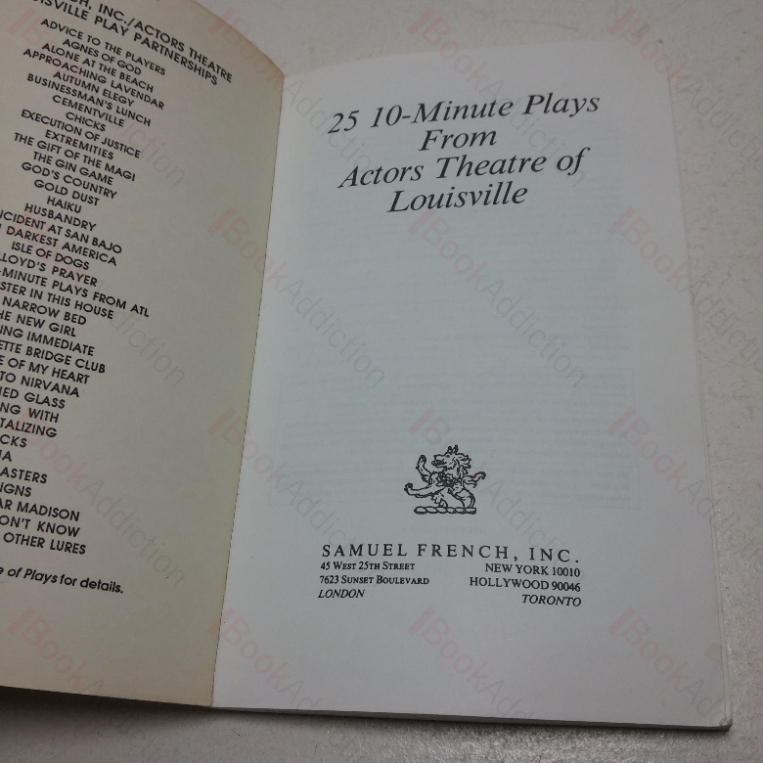 H, INC./ACTORS THEATRE
ISVILLE PLAY PARTNERSHIPS
ADVICE TO THE PLAYERS
AGNES OF GOD
ALONE AT THE BEACH
APPROACHING LAVENDAR
AUTUMN ELEGY
BUSINESSMAN'S LUNCH
CEMENTVILLE
CHICKS
EXECUTION OF JUSTICE
EXTREMITIES
THE GIFT OF THE MAGI
THE GIN GAME
GOD'S COUNTRY
GOLD DUST
HAIKU
HUSBANDRY
NCIDENT AT SAN BAJO
DARKEST AMERICA
ISLE OF DOGS
LLOYD'S PRAYER
-MINUTE PLAYS FROM ATL
STER IN THIS HOUSE
NARROW BED
HE NEW GIRL
ING IMMEDIATE
ETTE BRIDGE CLUB
E OF MY HEART
TO NIRVANA
NED GLASS
NG WITH
TALIZING
CKS
IA
ASTERS
IGNS
AR MADISON
ON'T KNOW
OTHER LURES
e of Plays for details.
25 10-Minute Plays
From
Actors Theatre of
Louisville
SAMUEL FRENCH, INC.
45 WEST 25TH STREET NEW YORK 10010
7623 SUNSET BOULEVARD HOLLYWOOD 90046
LONDON TORONTO
BookAddiction